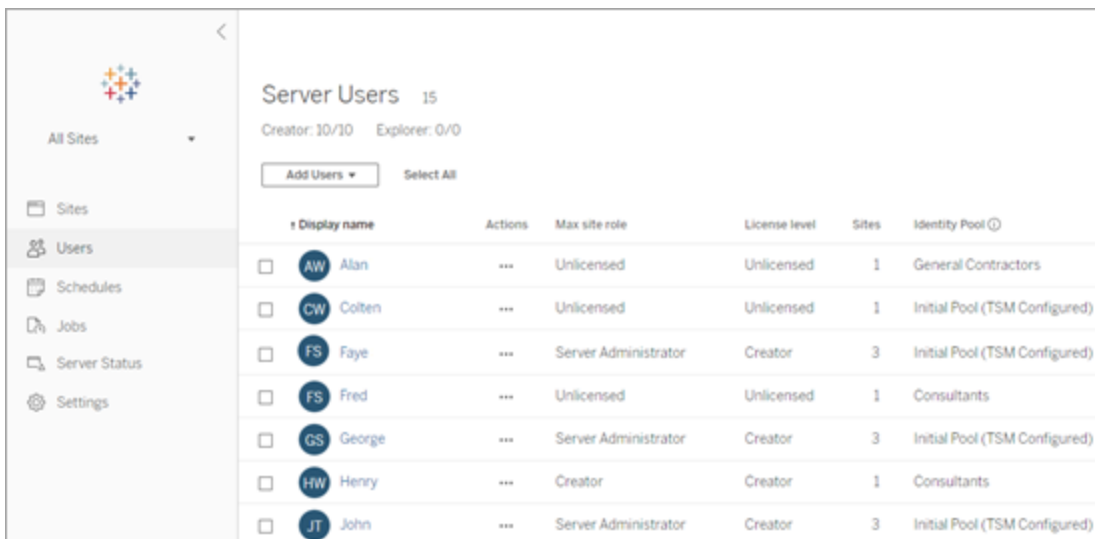 All Sites
Sites
Users
Schedules
Jobs
Server Status
Settings
Server Users 15
Creator: 10/10 Explorer: 0/0
Add Users Select All
↑ Display name Actions Max site role License level Sites Identity Pool
AW Alan Unlicensed Unlicensed 1 General Contractors
CW Colten Unlicensed Unlicensed 1 Initial Pool (TSM Configured)
FS Faye Server Administrator Creator 3 Initial Pool (TSM Configured)
FS Fred Unlicensed Unlicensed 1 Consultants
GS George Server Administrator Creator 3 Initial Pool (TSM Configured)
HW Henry Creator Creator 1 Consultants
JT John Server Administrator Creator 3 Initial Pool (TSM Configured)